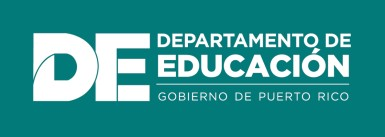 DE
DEPARTAMENTO DE
EDUCACIÓN
GOBIERNO DE PUERTO RICO